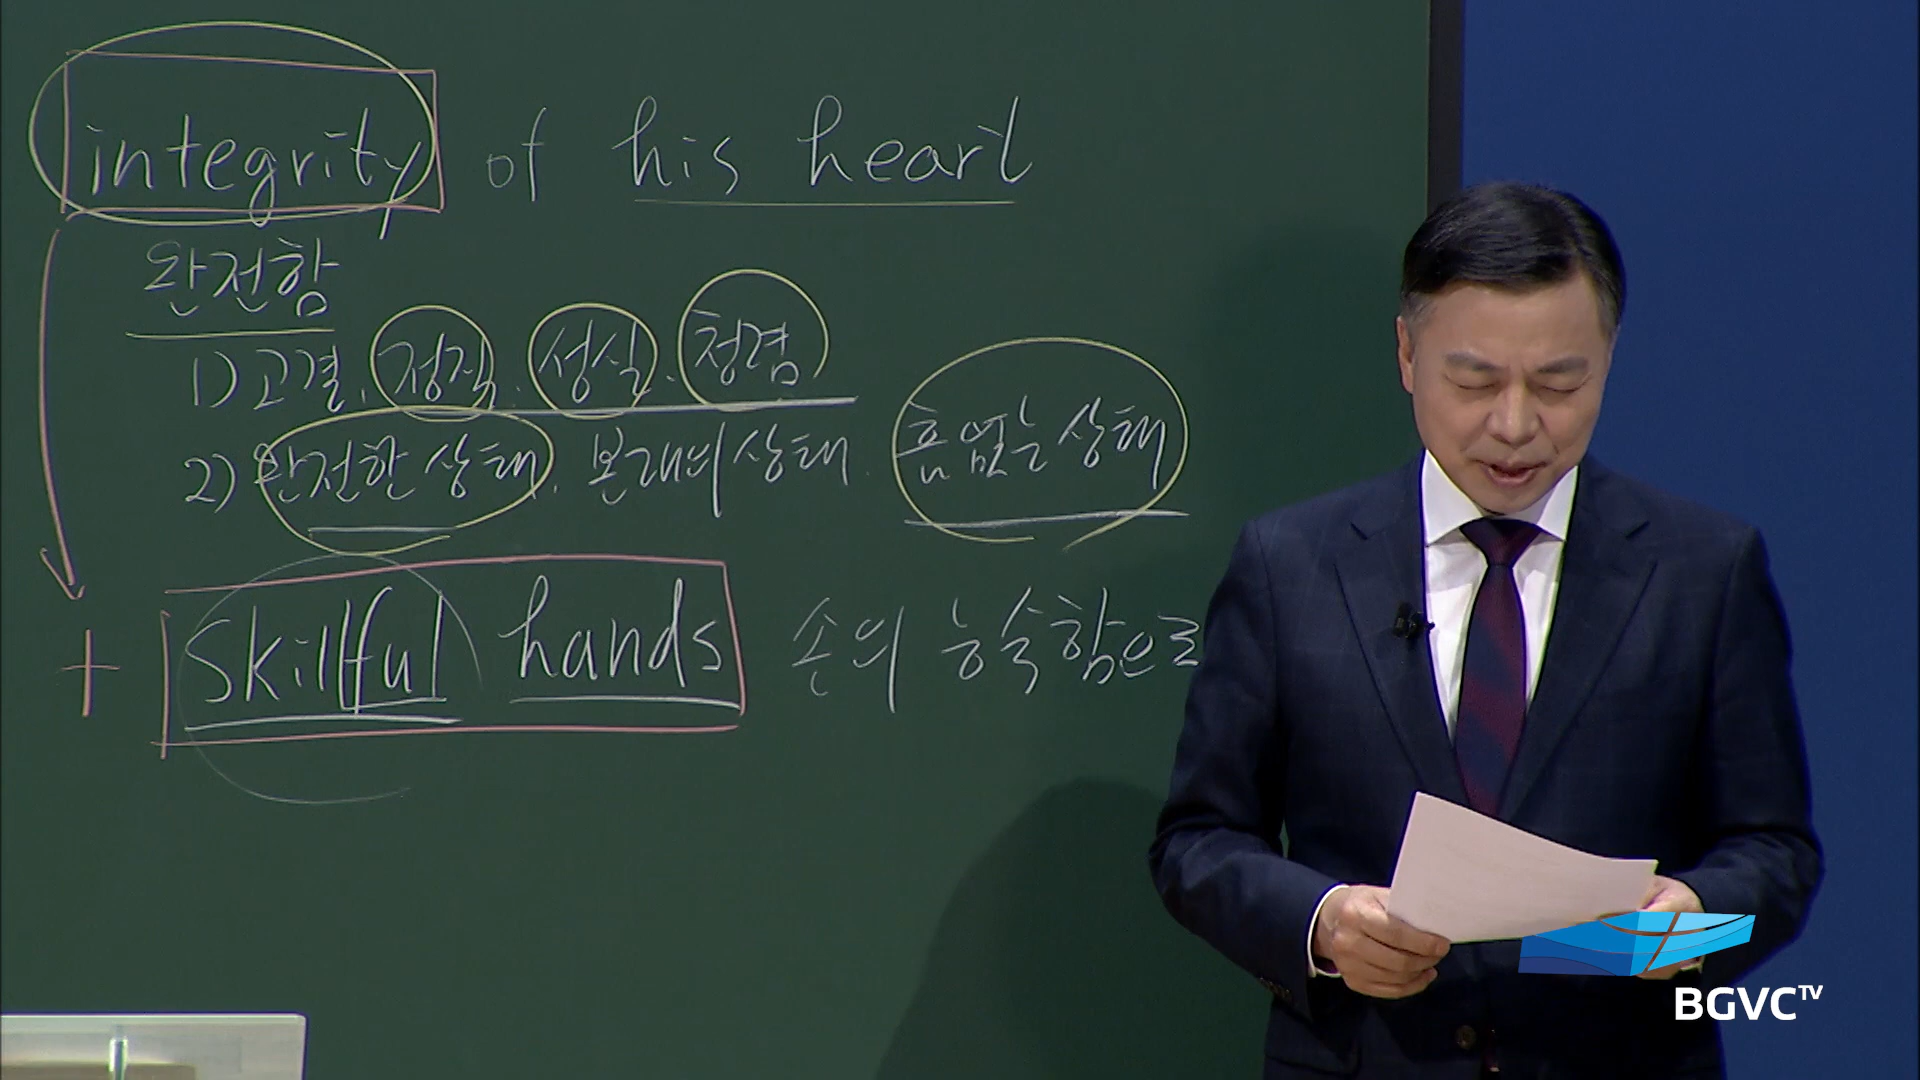 integrity of his heart
완전함
1) 고결, 정직, 성실, 청렴
2) 완전한 상태, 본래의 상태, 흠 없는 상태
+ Skillful hands 손의 능숙함으로
BGVC TV